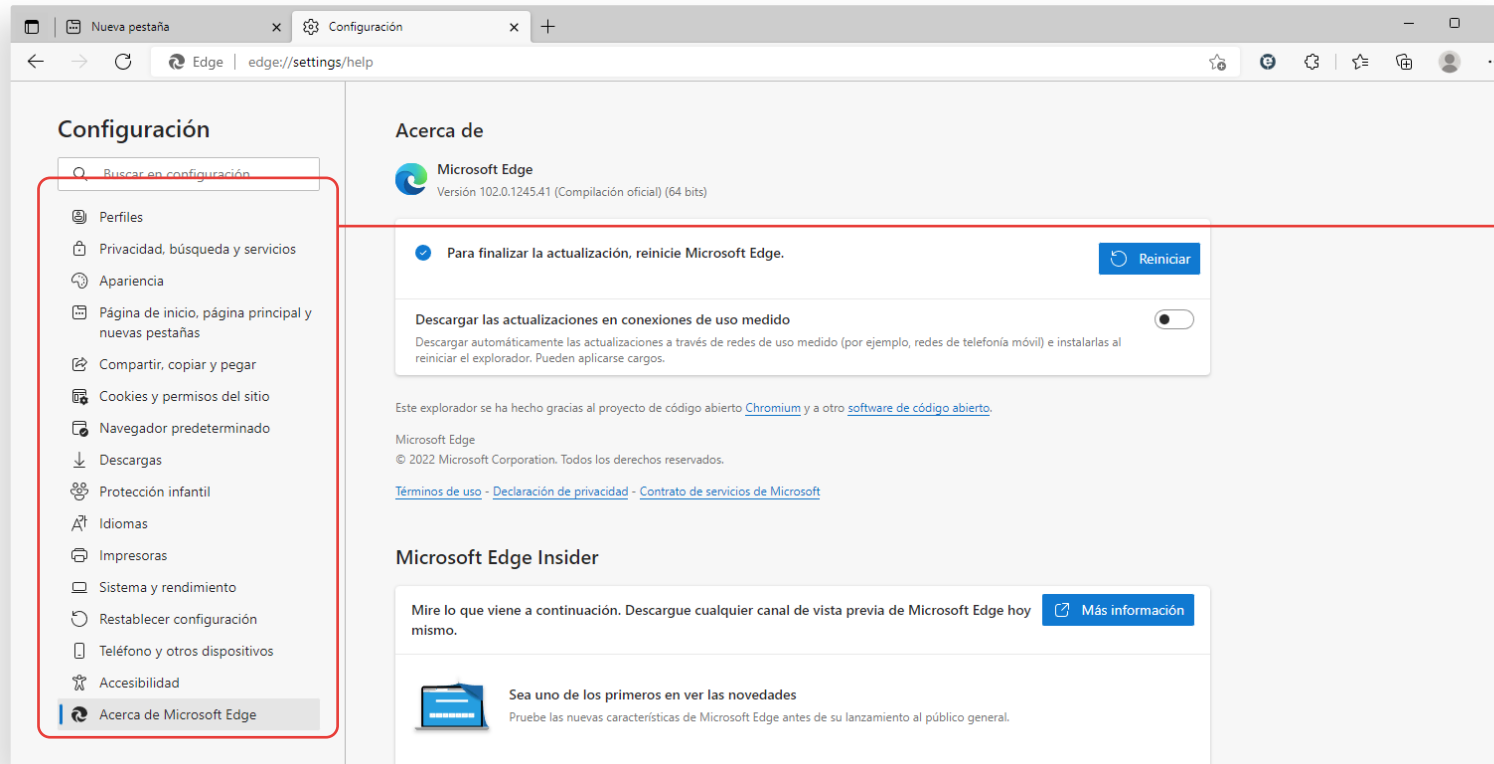 Nueva pestaña
Configuración
Edge
edge://settings/help
Configuración
Buscar en configuración
Perfiles
Privacidad, búsqueda y servicios
Apariencia
Página de inicio, página principal y
nuevas pestañas
Compartir, copiar y pegar
Cookies y permisos del sitio
Navegador predeterminado
Descargas
Protección infantil
Idiomas
Impresoras
Sistema y rendimiento
Restablecer configuración
Teléfono y otros dispositivos
Accesibilidad
Acerca de Microsoft Edge
Acerca de
Microsoft Edge
Versión 102.0.1245.41 (Compilación oficial) (64 bits)
Para finalizar la actualización, reinicie Microsoft Edge.
Reiniciar
Descargar las actualizaciones en conexiones de uso medido
Descargar automáticamente las actualizaciones a través de redes de uso medido (por ejemplo, redes de telefonía móvil) e instalarlas al
reiniciar el explorador. Pueden aplicarse cargos.
Este explorador se ha hecho gracias al proyecto de código abierto Chromium y a otro software de código abierto.
Microsoft Edge
© 2022 Microsoft Corporation. Todos los derechos reservados.
Términos de uso - Declaración de privacidad - Contrato de servicios de Microsoft
Microsoft Edge Insider
Mire lo que viene a continuación. Descargue cualquier canal de vista previa de Microsoft Edge hoy
mismo.
Más información
Sea uno de los primeros en ver las novedades
Pruebe las nuevas características de Microsoft Edge antes de su lanzamiento al público general.